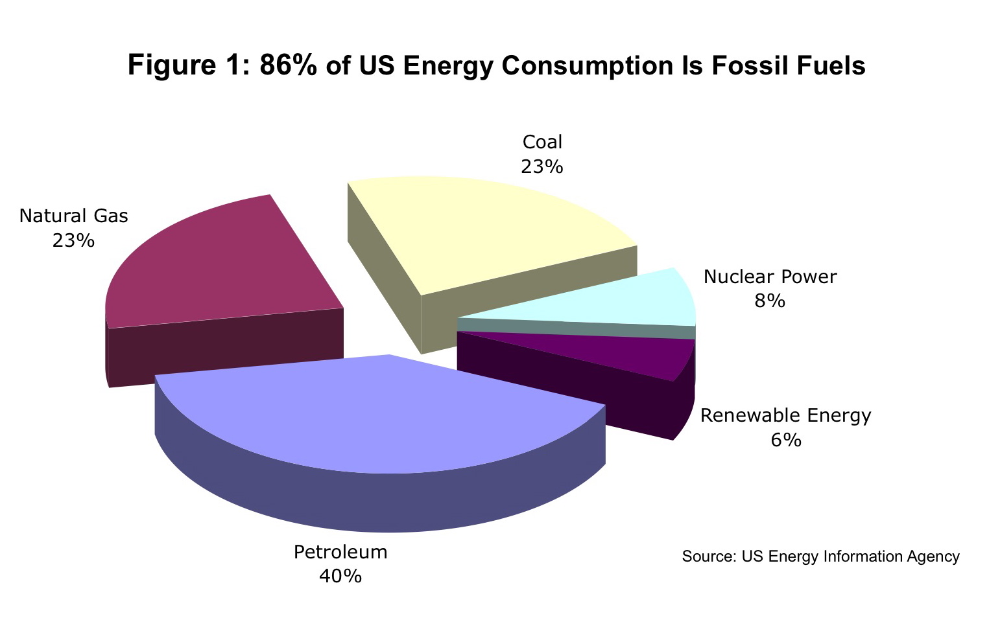 Figure 1: 86% of US Energy Consumption Is Fossil Fuels
Coal
23%
Natural Gas
23%
Nuclear Power
8%
Renewable Energy
6%
Petroleum
40%
Source: US Energy Information Agency